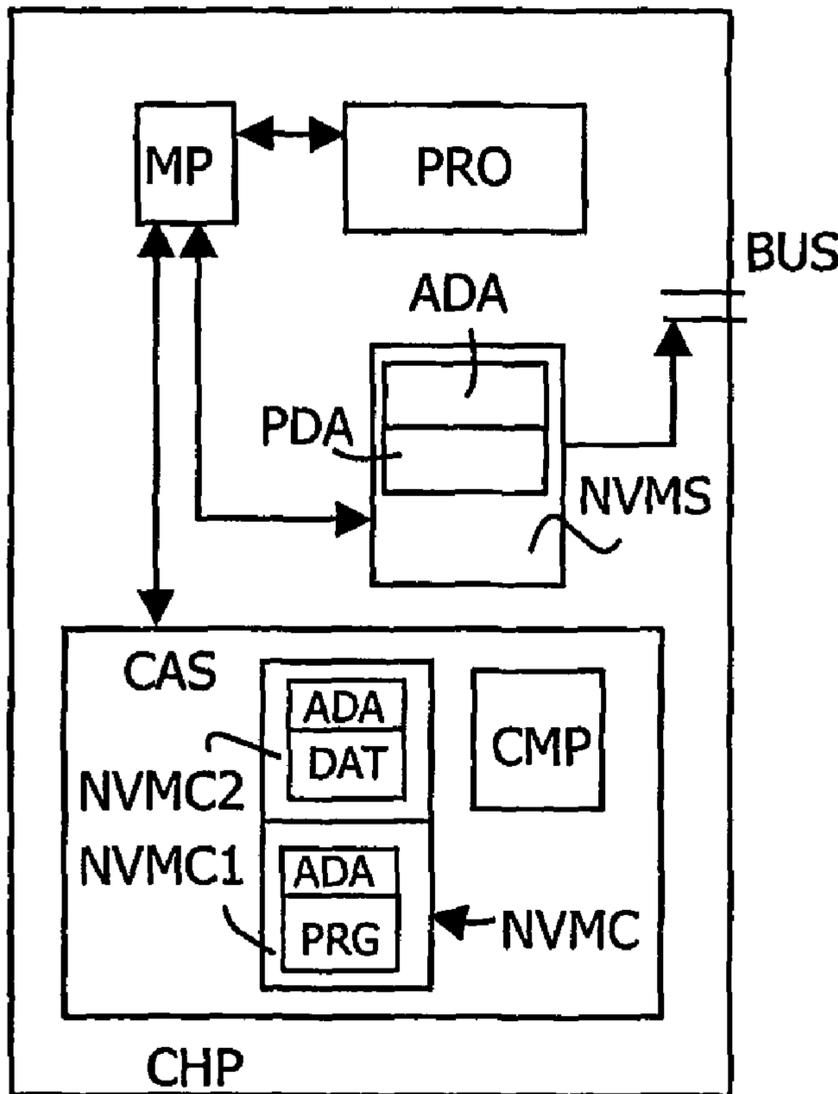 MP
PRO
BUS
ADA
PDA
NVMS
CAS
ADA
DAT
CMP
NVMC2
NVMC1
ADA
PRG
NVMC
CHP